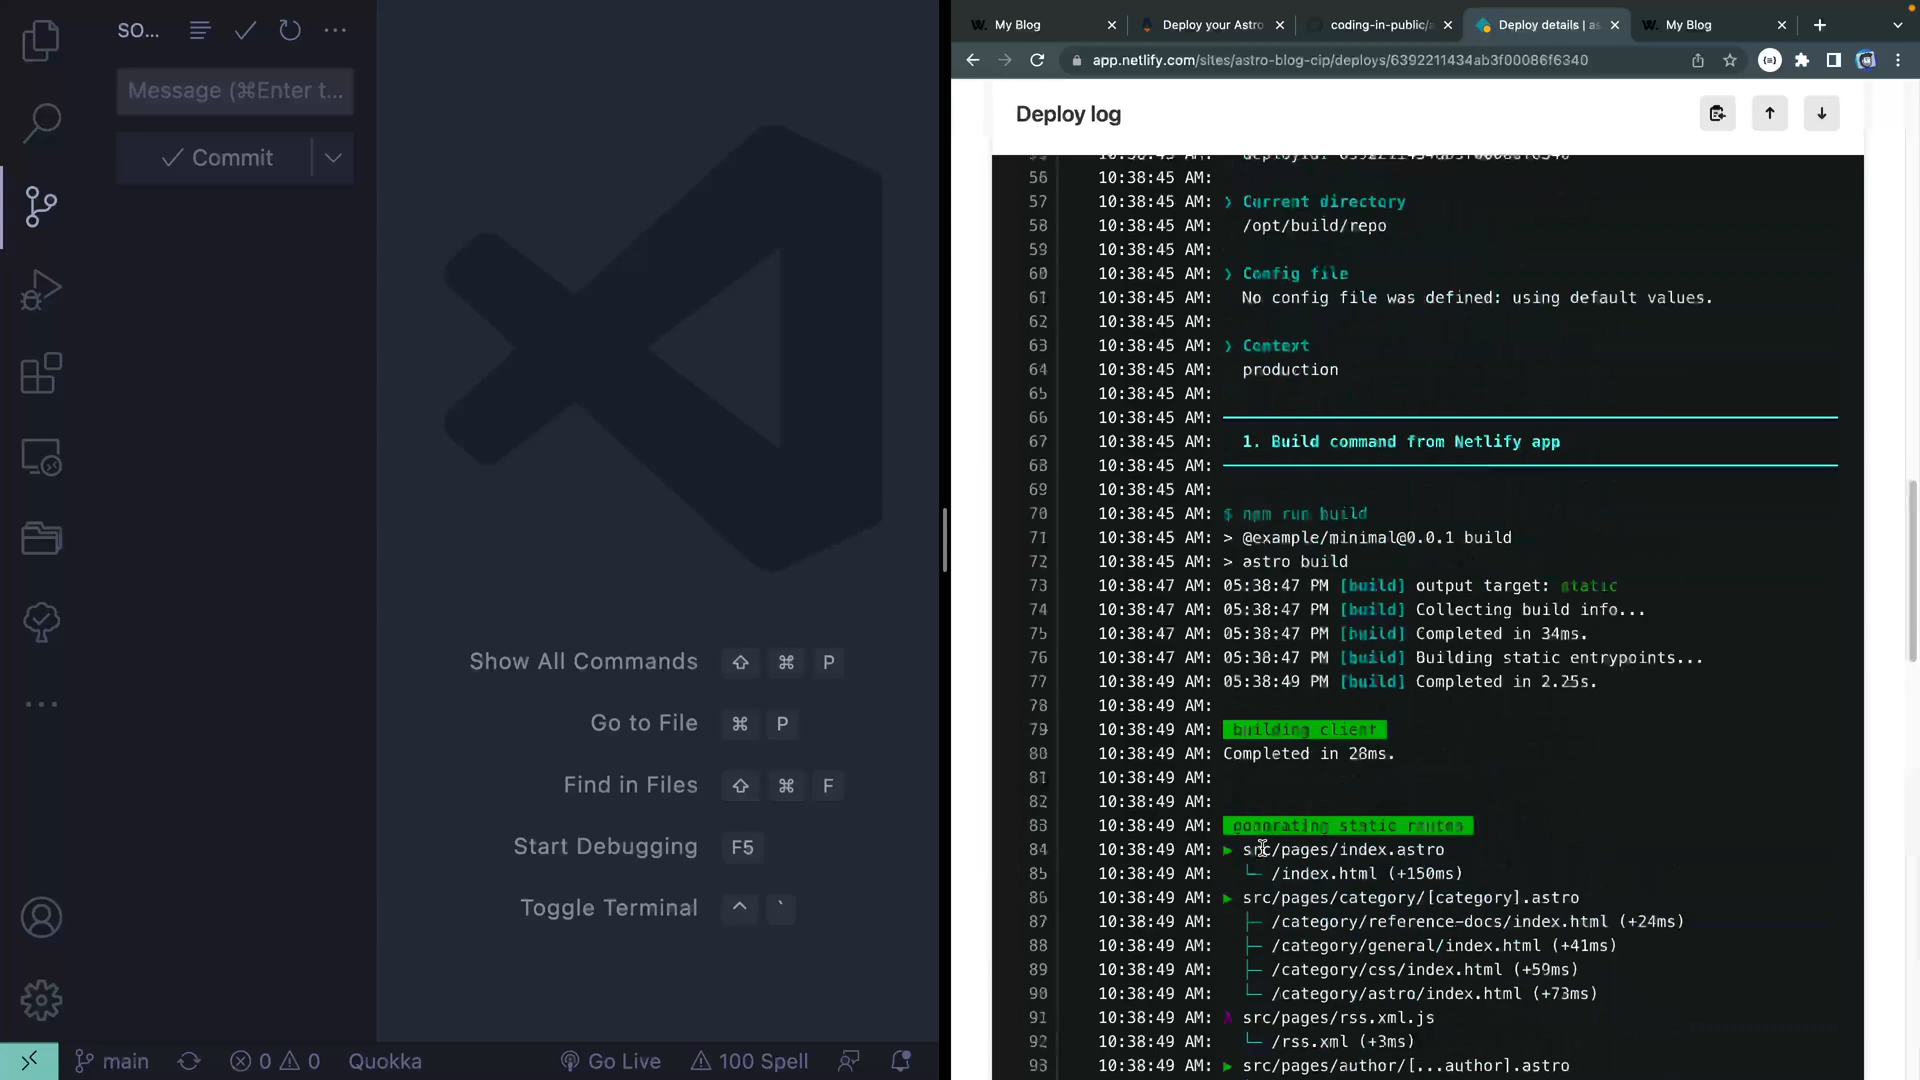 SO...
Message (⌘Enter t...
Commit
Show All Commands ⇧ ⌘ P
Go to File ⌘ P
Find in Files ⇧ ⌘ F
Start Debugging F5
Toggle Terminal ^ `
main
0 0
Quokka
Go Live
100 Spell
My Blog
Deploy your Astro
coding-in-public/a
Deploy details | as
My Blog
app.netlify.com/sites/astro-blog-cip/deploys/6392211434ab3f00086f6340
Deploy log
56 10:38:45 AM:
57 10:38:45 AM: ❯ Current directory
58 10:38:45 AM: /opt/build/repo
59 10:38:45 AM:
60 10:38:45 AM: ❯ Config file
61 10:38:45 AM: No config file was defined: using default values.
62 10:38:45 AM:
63 10:38:45 AM: ❯ Context
64 10:38:45 AM: production
65 10:38:45 AM:
66 10:38:45 AM:
67 10:38:45 AM: 1. Build command from Netlify app
68 10:38:45 AM:
69 10:38:45 AM:
70 10:38:45 AM: $ npm run build
71 10:38:45 AM: > @example/minimal@0.0.1 build
72 10:38:45 AM: > astro build
73 10:38:47 AM: 05:38:47 PM [build] output target: static
74 10:38:47 AM: 05:38:47 PM [build] Collecting build info...
75 10:38:47 AM: 05:38:47 PM [build] Completed in 34ms.
76 10:38:47 AM: 05:38:47 PM [build] Building static entrypoints...
77 10:38:49 AM: 05:38:49 PM [build] Completed in 2.25s.
78 10:38:49 AM:
79 10:38:49 AM: building client
80 10:38:49 AM: Completed in 28ms.
81 10:38:49 AM:
82 10:38:49 AM:
83 10:38:49 AM: generating static routes
84 10:38:49 AM: ▶ src/pages/index.astro
85 10:38:49 AM: └─ /index.html (+150ms)
86 10:38:49 AM: ▶ src/pages/category/[category].astro
87 10:38:49 AM: ├─ /category/reference-docs/index.html (+24ms)
88 10:38:49 AM: ├─ /category/general/index.html (+41ms)
89 10:38:49 AM: ├─ /category/css/index.html (+59ms)
90 10:38:49 AM: └─ /category/astro/index.html (+73ms)
91 10:38:49 AM: λ src/pages/rss.xml.js
92 10:38:49 AM: └─ /rss.xml (+3ms)
93 10:38:49 AM: ▶ src/pages/author/[...author].astro